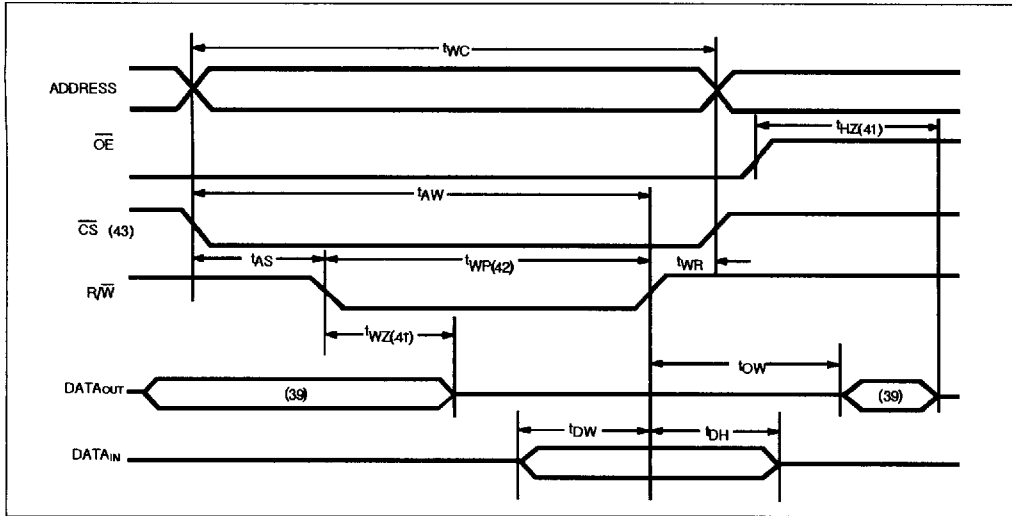 tWC
ADDRESS
tHZ(41)
OE
tAW
CS (43)
tAS
tWP(42)
tWR
R/W
tWZ(41)
tOW
DATAOUT
(39)
(39)
tDW
tDH
DATAIN